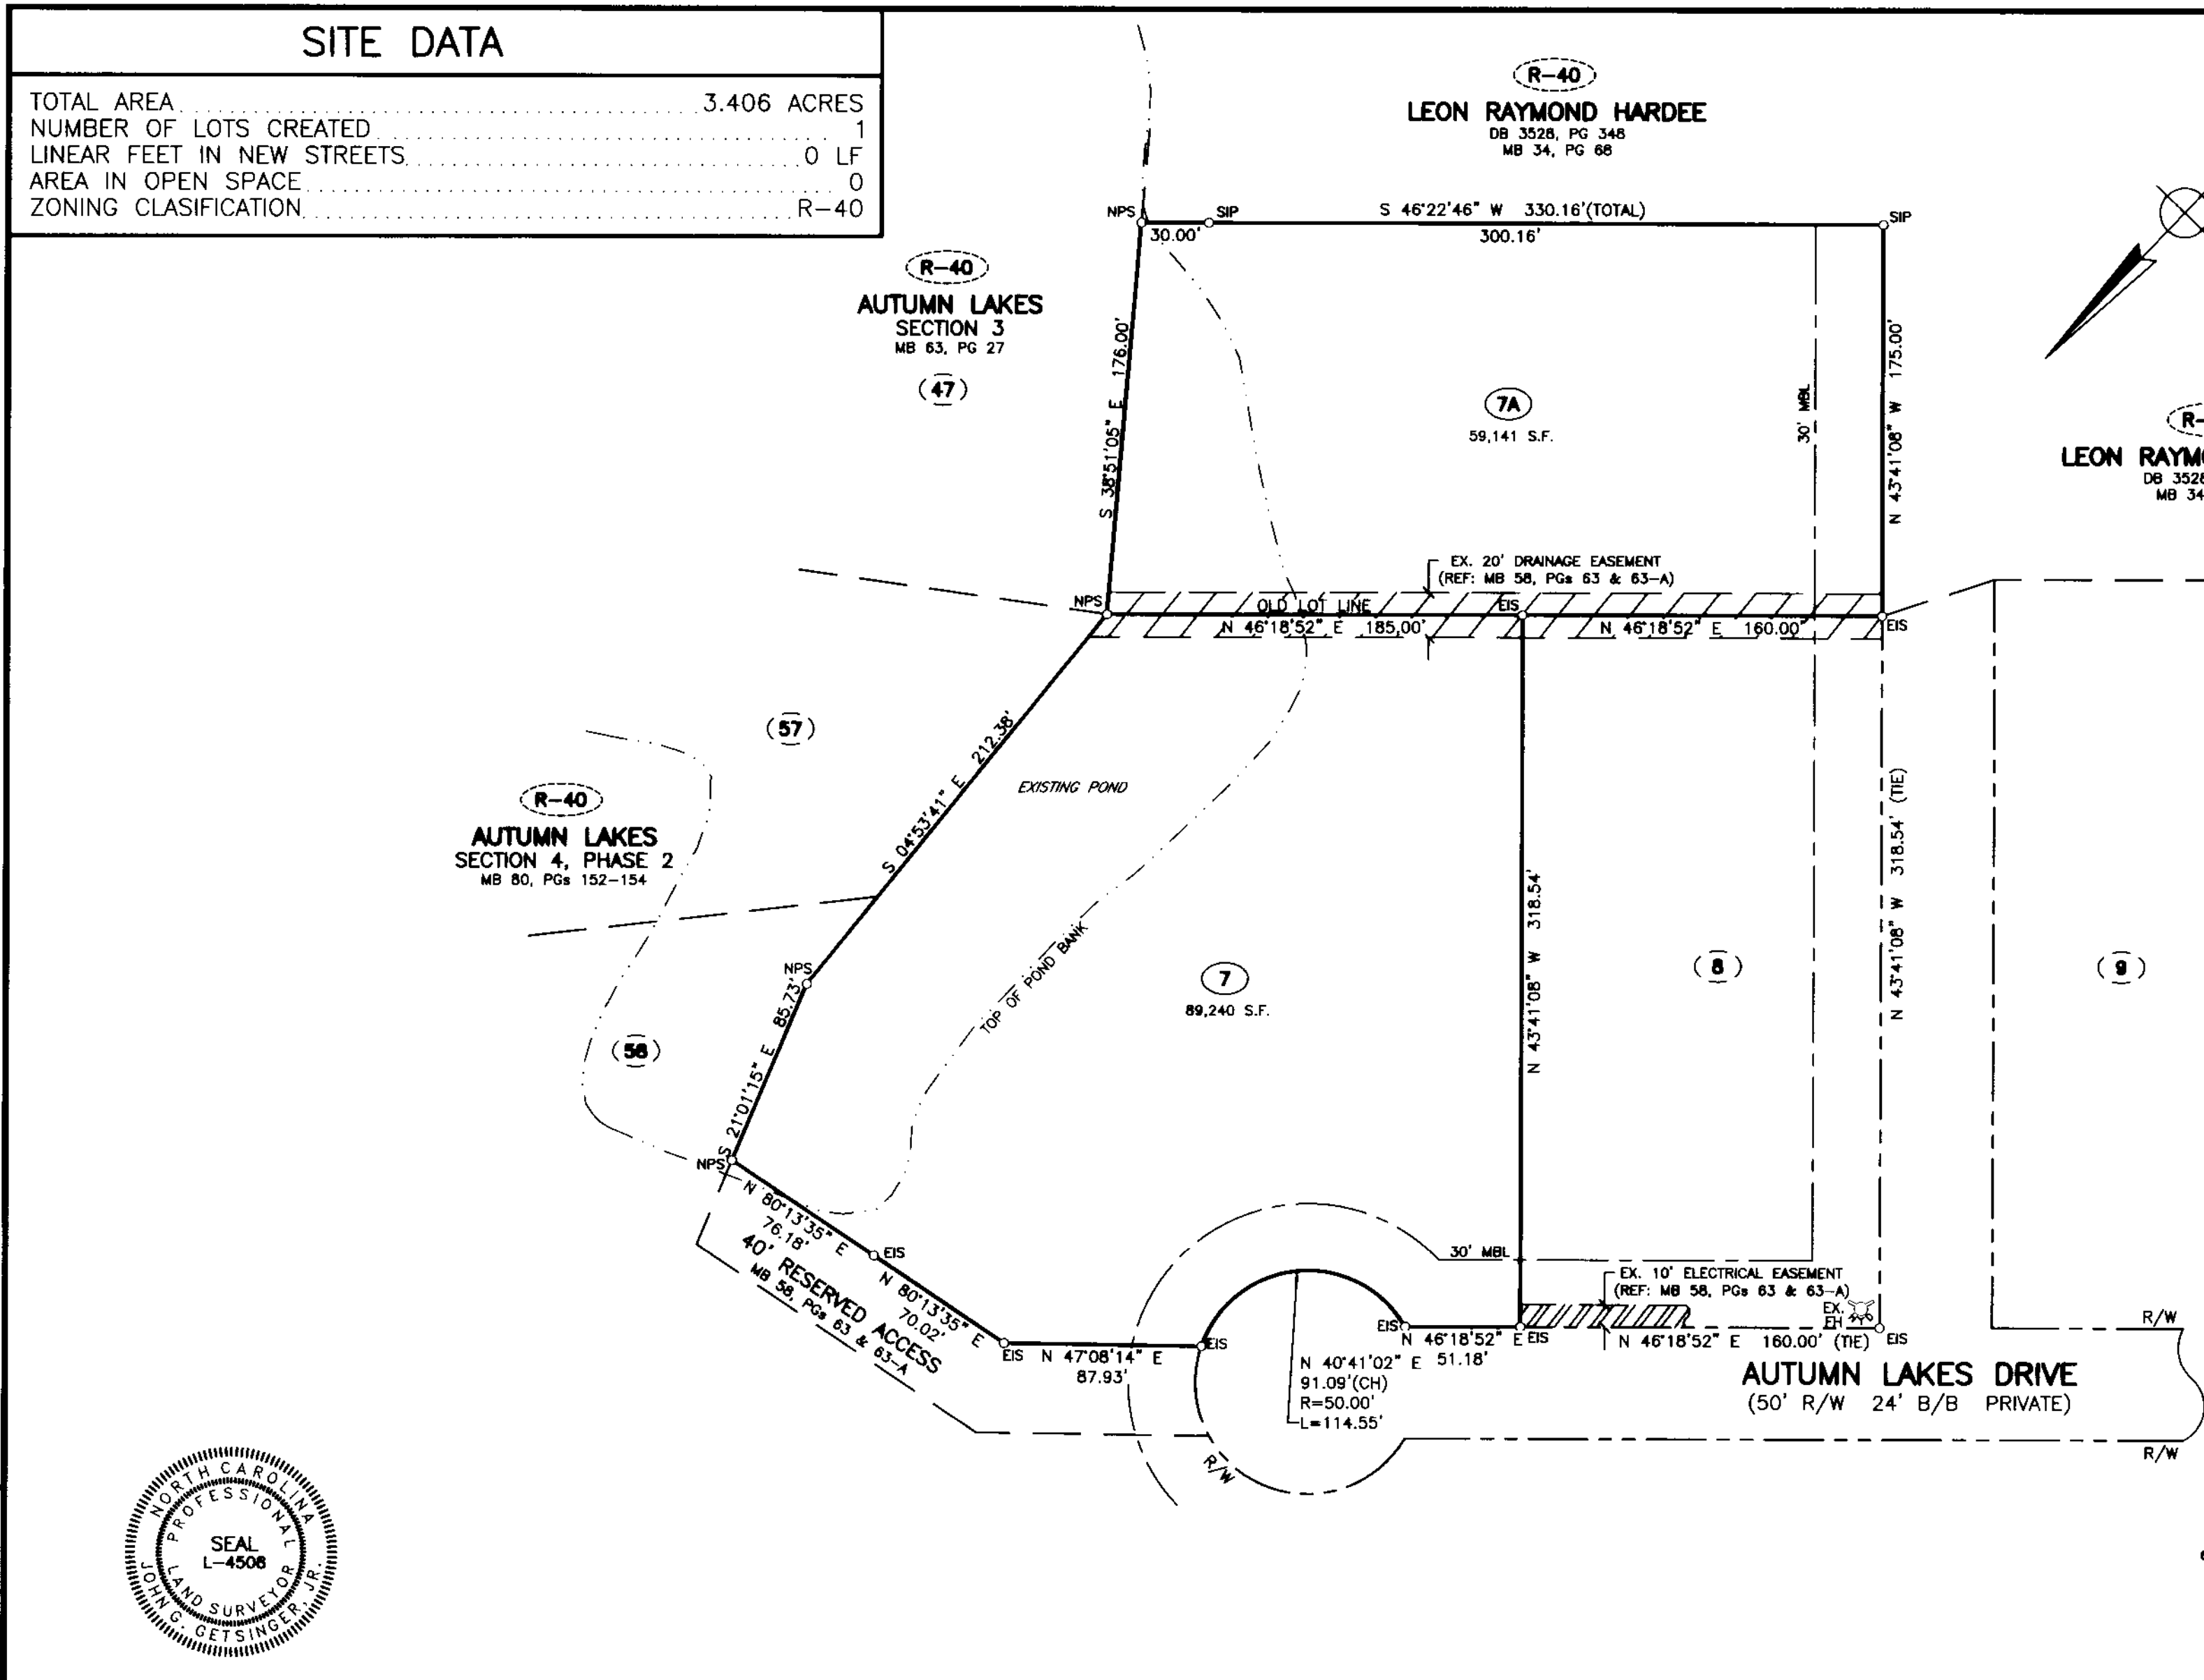 SITE DATA
TOTAL AREA 3.406 ACRES
NUMBER OF LOTS CREATED 1
LINEAR FEET IN NEW STREETS 0 LF
AREA IN OPEN SPACE 0
ZONING CLASIFICATION R-40
R-40
LEON RAYMOND HARDEE
DB 3528, PG 348
MB 34, PG 68
NPS
SIP
S 46°22'46" W 330.16'(TOTAL)
SIP
30.00'
300.16'
R-40
AUTUMN LAKES
SECTION 3
MB 63, PG 27
(47)
S 38°51'05" E 176.00'
7A
59,141 S.F.
30' MBL
N 43°41'08" W 175.00'
R-
LEON RAYM
DB 3528
MB 34
EX. 20' DRAINAGE EASEMENT
(REF: MB 58, PGs 63 & 63-A)
NPS
OLD LOT LINE
EIS
N 46°18'52" E 185.00'
N 46°18'52" E 160.00'
EIS
(57)
S 04°53'41" E 212.38'
EXISTING POND
R-40
AUTUMN LAKES
SECTION 4, PHASE 2
MB 80, PGs 152-154
N 43°41'08" W 318.54'
N 43°41'08" W 318.54' (TIE)
TOP OF POND BANK
NPS
7
89,240 S.F.
(8)
(9)
S 21°01'15" E 85.73'
NPS
N 80°13'35" E
76.18'
EIS
N 80°13'35" E
70.02'
40' RESERVED ACCESS
MB 58, PGs 63 & 63-A
30' MBL
EX. 10' ELECTRICAL EASEMENT
(REF: MB 58, PGs 63 & 63-A)
EX.
EH
R/W
EIS
N 47°08'14" E
87.93'
EIS
EIS
N 46°18'52" E
51.18'
EIS
N 46°18'52" E 160.00' (TIE)
EIS
N 40°41'02" E
91.09'(CH)
R=50.00'
L=114.55'
AUTUMN LAKES DRIVE
(50' R/W 24' B/B PRIVATE)
R/W
R/W
NORTH CAROLINA
PROFESSIONAL
SEAL
L-4508
LAND SURVEYOR
JOHN G. GETSINGER, JR.